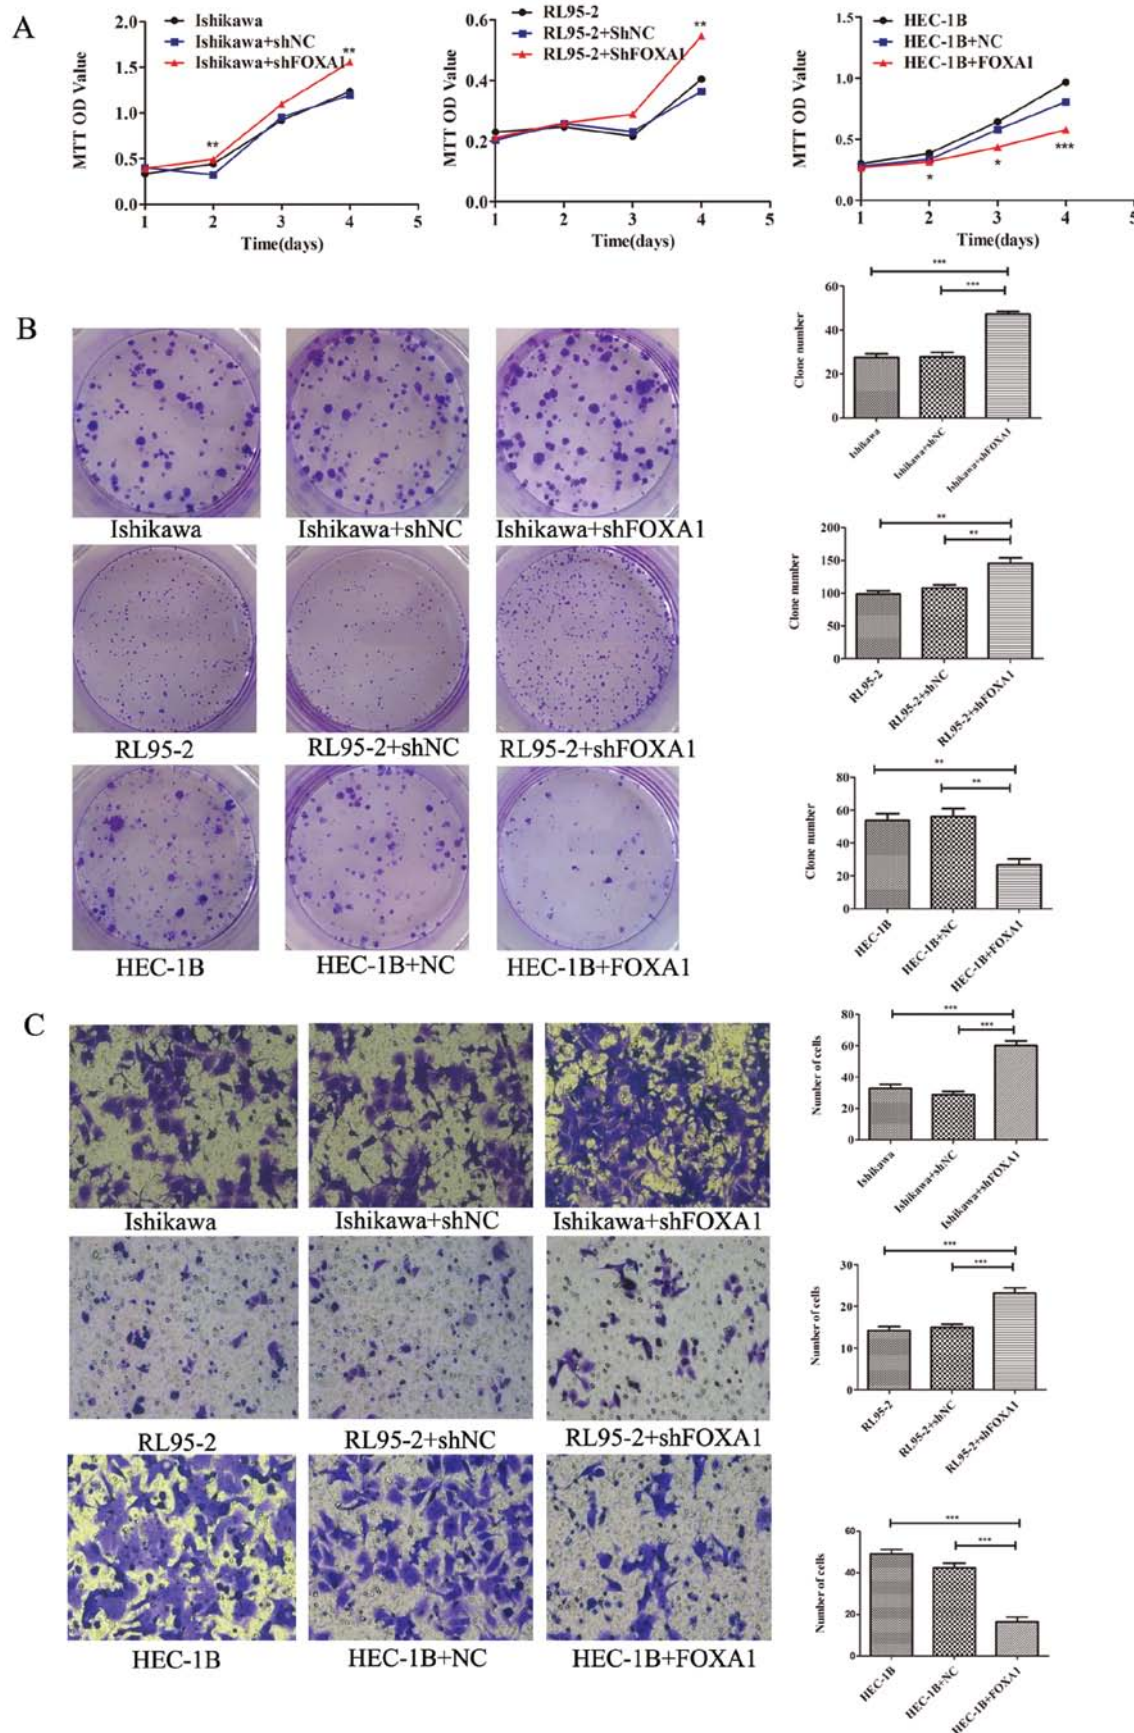 A
Ishikawa
Ishikawa+shNC
Ishikawa+shFOXA1
MTT OD Value
2.0
1.5
1.0
0.5
0.0
**
**
1 2 3 4 5
Time(days)
RL95-2
RL95-2+ShNC
RL95-2+ShFOXA1
MTT OD Value
0.6
0.4
0.2
0.0
**
1 2 3 4 5
Time(days)
HEC-1B
HEC-1B+NC
HEC-1B+FOXA1
MTT OD Value
1.5
1.0
0.5
0.0
*
*
***
1 2 3 4 5
Time(days)
B
Ishikawa Ishikawa+shNC Ishikawa+shFOXA1
RL95-2 RL95-2+shNC RL95-2+shFOXA1
HEC-1B HEC-1B+NC HEC-1B+FOXA1
***
***
Clone number
60
40
20
0
Ishikawa
Ishikawa+shNC
Ishikawa+shFOXA1
**
**
Clone number
200
150
100
50
0
RL95-2
RL95-2+shNC
RL95-2+shFOXA1
**
**
Clone number
80
60
40
20
0
HEC-1B
HEC-1B+NC
HEC-1B+FOXA1
C
Ishikawa Ishikawa+shNC Ishikawa+shFOXA1
RL95-2 RL95-2+shNC RL95-2+shFOXA1
HEC-1B HEC-1B+NC HEC-1B+FOXA1
***
***
Number of cells
80
60
40
20
0
Ishikawa
Ishikawa+shNC
Ishikawa+shFOXA1
***
***
Number of cells
30
20
10
0
RL95-2
RL95-2+shNC
RL95-2+shFOXA1
***
***
Number of cells
60
40
20
0
HEC-1B
HEC-1B+NC
HEC-1B+FOXA1